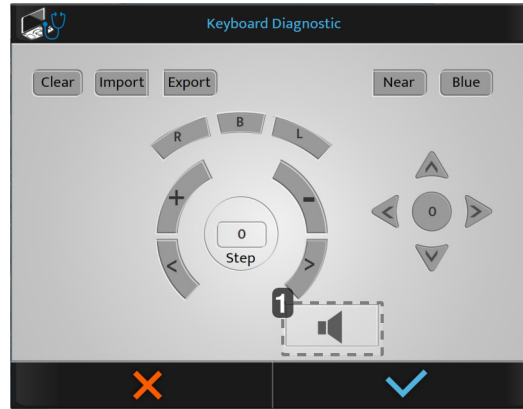 Keyboard Diagnostic
Clear Import Export Near Blue
R B L
+ -
0
Step
< >
0
1